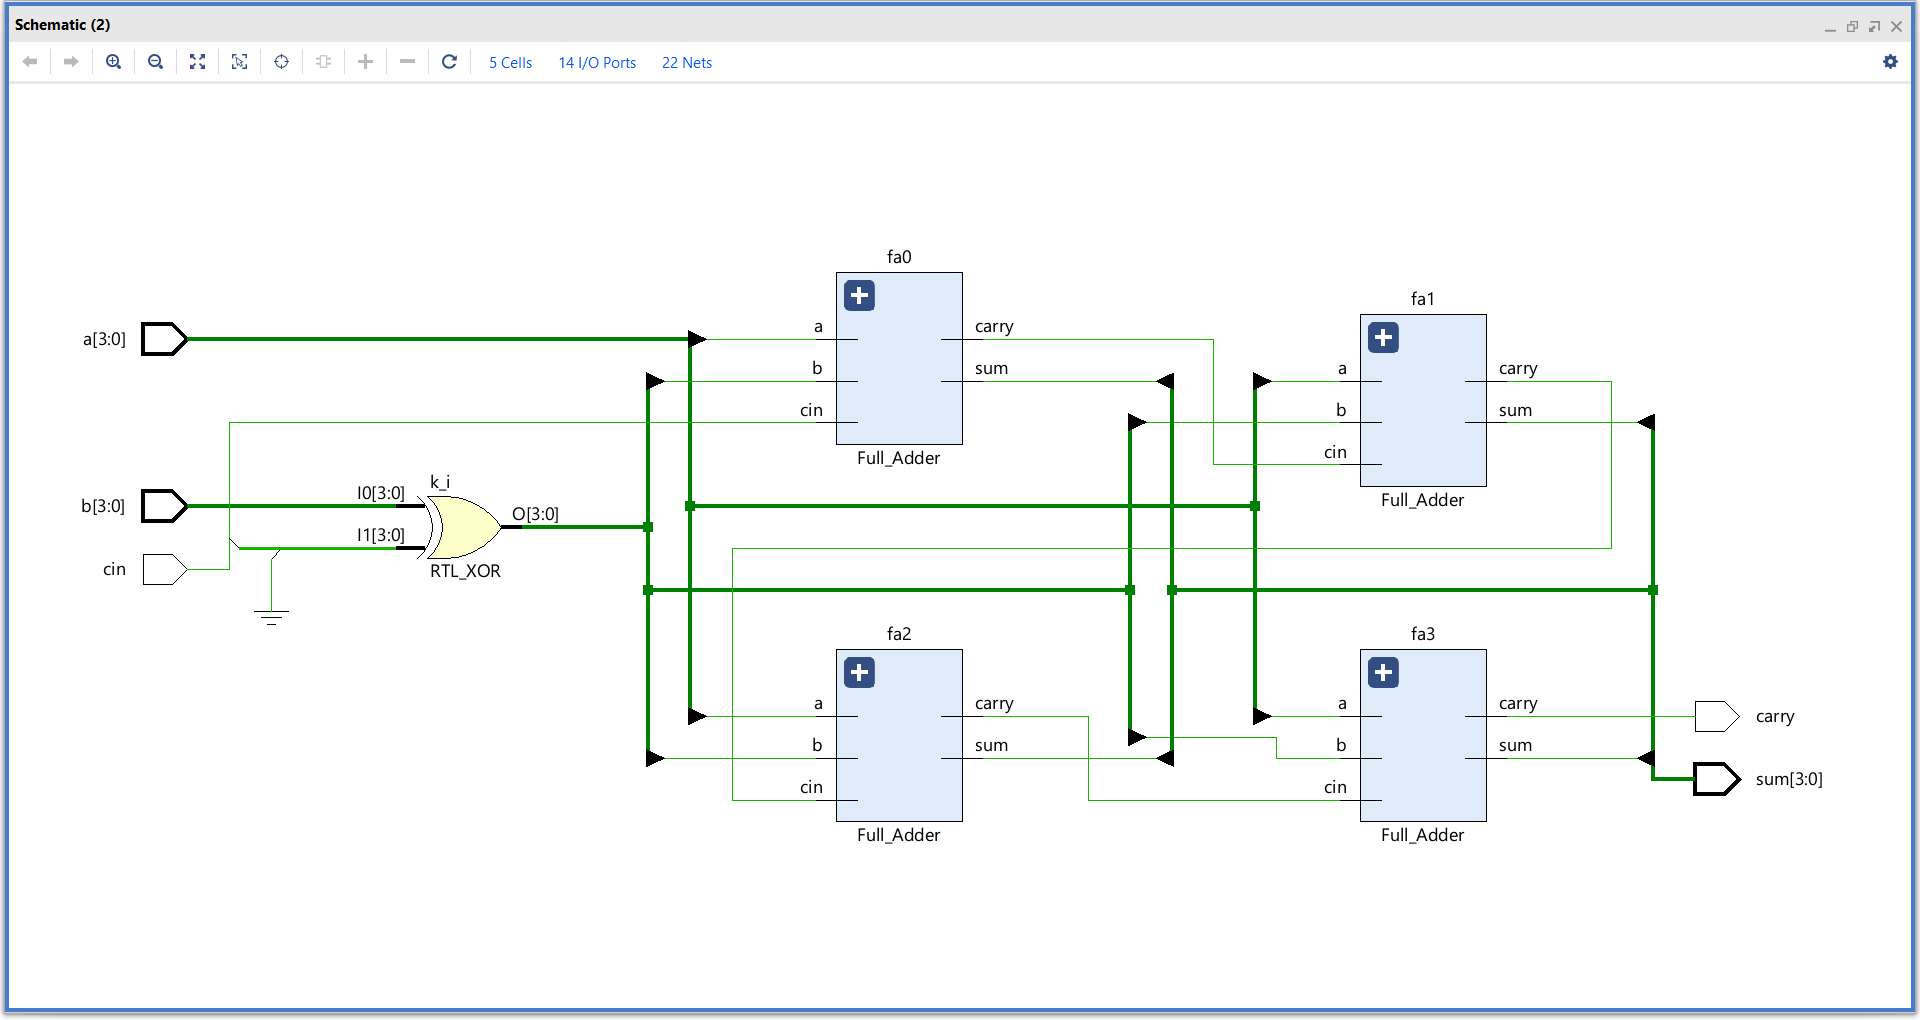 Schematic (2)
5 Cells 14 I/O Ports 22 Nets
fa0
fa1
a[3:0]
a
carry
b
sum
cin
Full_Adder
a
carry
b
sum
cin
Full_Adder
b[3:0]
I0[3:0]
k_i
O[3:0]
I1[3:0]
cin
RTL_XOR
fa2
fa3
a
carry
b
sum
cin
Full_Adder
a
carry
b
sum
cin
Full_Adder
carry
sum[3:0]